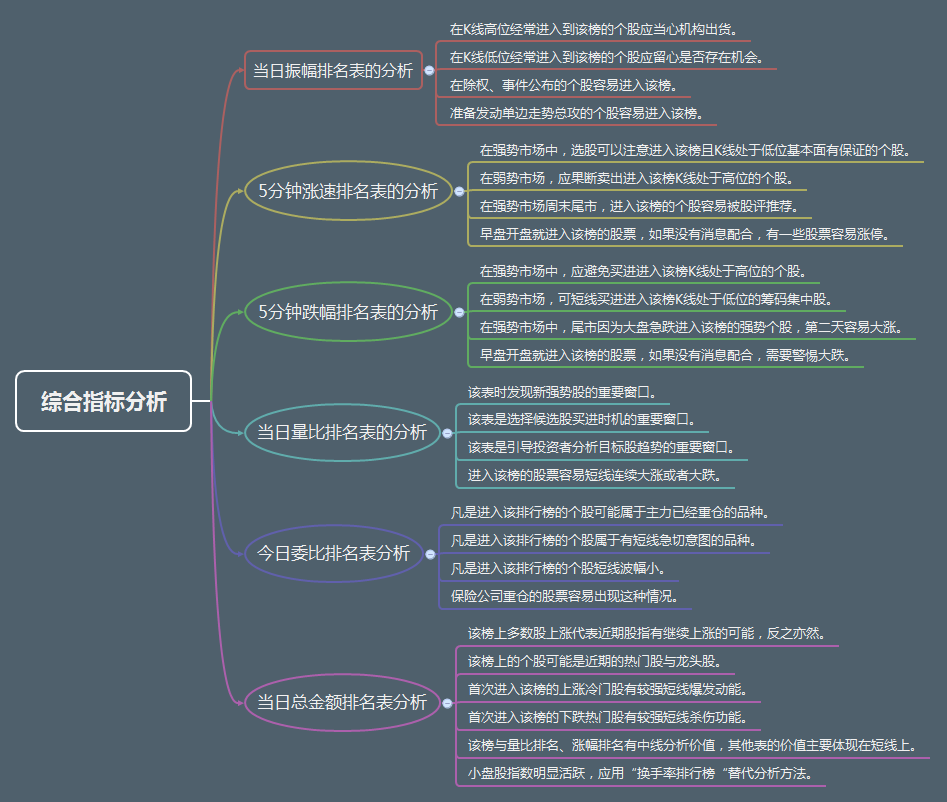 综合指标分析
当日振幅排名表的分析
在K线高位经常进入到该榜的个股应当心机构出货。
在K线低位经常进入到该榜的个股应留心是否存在机会。
在除权、事件公布的个股容易进入该榜。
准备发动单边走势总攻的个股容易进入该榜。
5分钟涨速排名表的分析
在强势市场中，选股可以注意进入该榜且K线处于低位基本面有保证的个股。
在弱势市场，应果断卖出进入该榜K线处于高位的个股。
在强势市场周末尾市，进入该榜的个股容易被股评推荐。
早盘开盘就进入该榜的股票，如果没有消息配合，有一些股票容易涨停。
5分钟跌幅排名表的分析
在强势市场中，应避免买进进入该榜K线处于高位的个股。
在弱势市场，可短线买进进入该榜K线处于低位的筹码集中股。
在强势市场中，尾市因为大盘急跌进入该榜的强势个股，第二天容易大涨。
早盘开盘就进入该榜的股票，如果没有消息配合，需要警惕大跌。
当日量比排名表的分析
该表时发现新强势股的重要窗口。
该表是选择候选股买进时机的重要窗口。
该表是引导投资者分析目标股趋势的重要窗口。
进入该榜的股票容易短线连续大涨或者大跌。
今日委比排名表分析
凡是进入该排行榜的个股可能属于主力已经重仓的品种。
凡是进入该排行榜的个股属于有短线急切意图的品种。
凡是进入该排行榜的个股短线波幅小。
保险公司重仓的股票容易出现这种情况。
当日总金额排名表分析
该榜上多数股上涨代表近期股指有继续上涨的可能，反之亦然。
该榜上的个股可能是近期的热门股与龙头股。
首次进入该榜的上涨冷门股有较强短线爆发动能。
首次进入该榜的下跌热门股有较强短线杀伤功能。
该榜与量比排名、涨幅排名有中线分析价值，其他表的价值主要体现在短线上。
小盘股指数明显活跃，应用“换手率排行榜“替代分析方法。